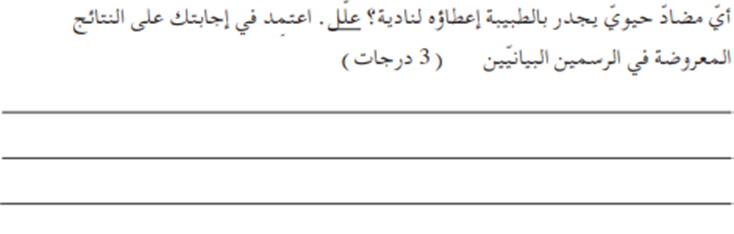 أيّ مضادّ حيويّ يجدر بالطبيبة إعطاؤه لنادية؟ علّل. اعتمِد في إجابتك على النتائج
المعروضة في الرسمين البيانيّين (3 درجات)